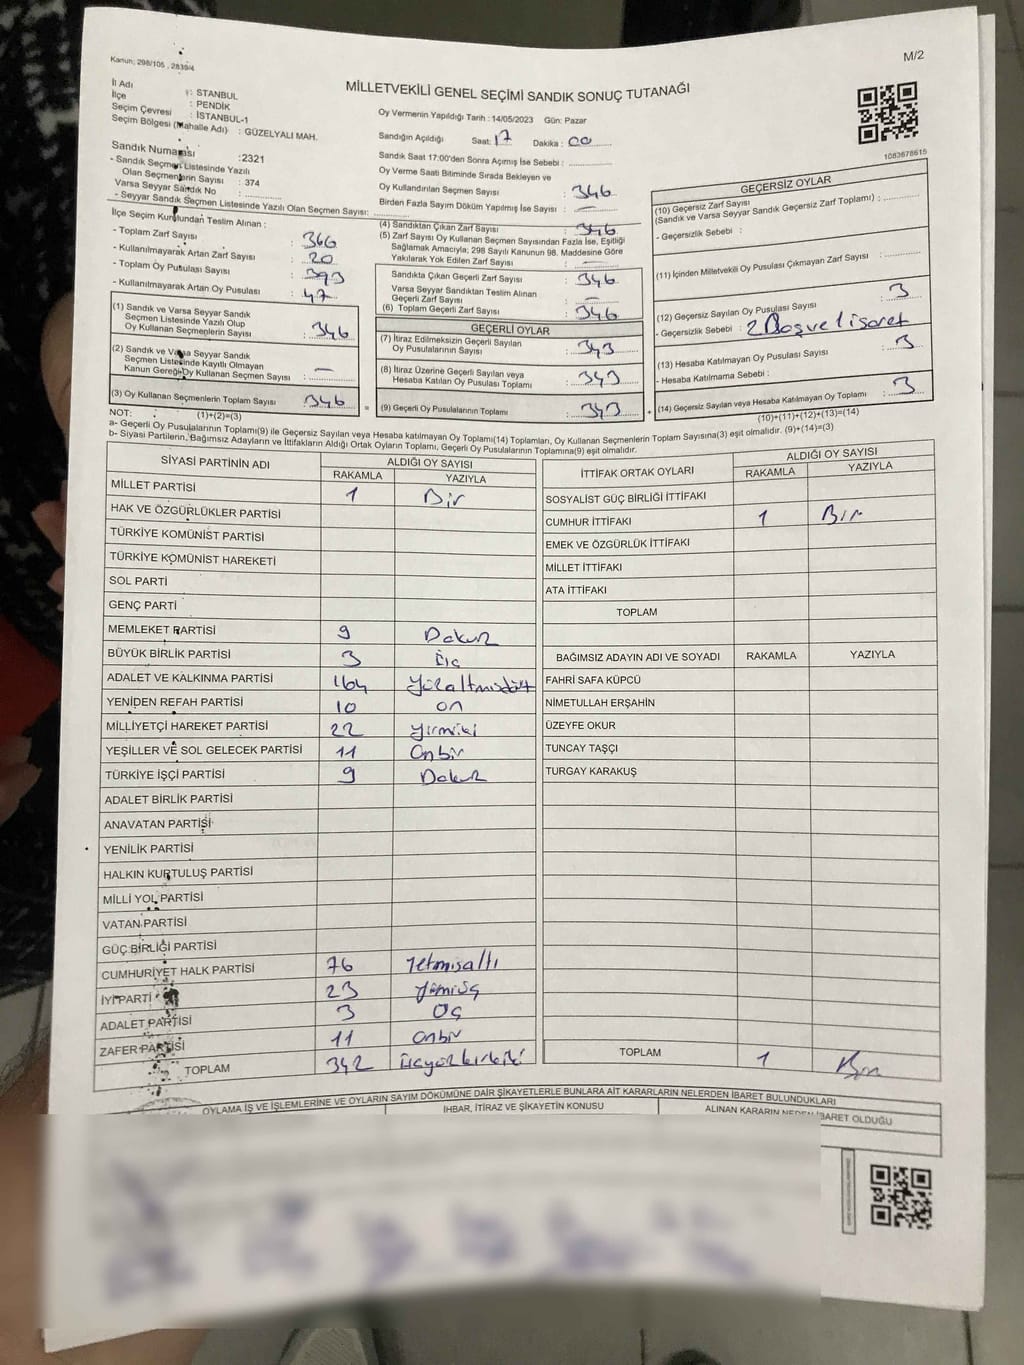 Kanun; 298/105 , 2839/4
M/2
MİLLETVEKİLİ GENEL SEÇİMİ SANDIK SONUÇ TUTANAĞI
İl Adı : İSTANBUL
İlçe : PENDİK
Seçim Çevresi : İSTANBUL-1
Seçim Bölgesi (Mahalle Adı) : GÜZELYALI MAH.
Sandık Numarası :2321
- Sandık Seçmen Listesinde Yazılı
Olan Seçmenlerin Sayısı : 374
Varsa Seyyar Sandık No :
- Seyyar Sandık Seçmen Listesinde Yazılı Olan Seçmen Sayısı:
İlçe Seçim Kurulundan Teslim Alınan :
- Toplam Zarf Sayısı : 366
- Kullanılmayarak Artan Zarf Sayısı : 20
- Toplam Oy Pusulası Sayısı : 393
- Kullanılmayarak Artan Oy Pusulası : 47
(1) Sandık ve Varsa Seyyar Sandık
Seçmen Listesinde Yazılı Olup
Oy Kullanan Seçmenlerin Sayısı : 346
(2) Sandık ve Varsa Seyyar Sandık
Seçmen Listesinde Kayıtlı Olmayan
Kanun Gereği Oy Kullanan Seçmen Sayısı : —
(3) Oy Kullanan Seçmenlerin Toplam Sayısı : 346
(1)+(2)=(3)
Oy Vermenin Yapıldığı Tarih : 14/05/2023 Gün: Pazar
Sandığın Açıldığı Saat: 17 Dakika : 00
Sandık Saat 17:00'den Sonra Açımış İse Sebebi :
Oy Verme Saati Bitiminde Sırada Bekleyen ve
Oy Kullandırılan Seçmen Sayısı : 346
Birden Fazla Sayım Döküm Yapılmış İse Sayısı : —
(4) Sandıktan Çıkan Zarf Sayısı : 346
(5) Zarf Sayısı Oy Kullanan Seçmen Sayısından Fazla İse, Eşitliği
Sağlamak Amacıyla; 298 Sayılı Kanunun 98. Maddesine Göre
Yakılarak Yok Edilen Zarf Sayısı : —
Sandıkta Çıkan Geçerli Zarf Sayısı : 346
Varsa Seyyar Sandıktan Teslim Alınan
Geçerli Zarf Sayısı : —
(6) Toplam Geçerli Zarf Sayısı : 346
GEÇERLİ OYLAR
(7) İtiraz Edilmeksizin Geçerli Sayılan
Oy Pusulalarının Sayısı : 343
(8) İtiraz Üzerine Geçerli Sayılan veya
Hesaba Katılan Oy Pusulası Toplamı : 343
= (9) Geçerli Oy Pusulalarının Toplamı : 343 +
1083678615
GEÇERSİZ OYLAR
(10) Geçersiz Zarf Sayısı
(Sandık ve Varsa Seyyar Sandık Geçersiz Zarf Toplamı) :
- Geçersizlik Sebebi :
(11) İçinden Milletvekili Oy Pusulası Çıkmayan Zarf Sayısı :
(12) Geçersiz Sayılan Oy Pusulası Sayısı : 3
- Geçersizlik Sebebi : 2 Boş ve 1 işaret
(13) Hesaba Katılmayan Oy Pusulası Sayısı : 3
- Hesaba Katılmama Sebebi :
(14) Geçersiz Sayılan veya Hesaba Katılmayan Oy Toplamı : 3
(10)+(11)+(12)+(13)=(14)
NOT:
a- Geçerli Oy Pusulalarının Toplamı(9) ile Geçersiz Sayılan veya Hesaba katılmayan Oy Toplamı(14) Toplamları, Oy Kullanan Seçmenlerin Toplam Sayısına(3) eşit olmalıdır. (9)+(14)=(3)
b- Siyasi Partilerin, Bağımsız Adayların ve İttifakların Aldığı Ortak Oyların Toplamı, Geçerli Oy Pusulalarının Toplamına(9) eşit olmalıdır.
SİYASİ PARTİNİN ADI ALDIĞI OY SAYISI
RAKAMLA YAZIYLA
MİLLET PARTİSİ 1 Bir
HAK VE ÖZGÜRLÜKLER PARTİSİ
TÜRKİYE KOMÜNİST PARTİSİ
TÜRKİYE KOMÜNİST HAREKETİ
SOL PARTİ
GENÇ PARTİ
MEMLEKET PARTİSİ 9 Dokuz
BÜYÜK BİRLİK PARTİSİ 3 Üç
ADALET VE KALKINMA PARTİSİ 164 Yüzaltmışdört
YENİDEN REFAH PARTİSİ 10 on
MİLLİYETÇİ HAREKET PARTİSİ 22 yirmiiki
YEŞİLLER VE SOL GELECEK PARTİSİ 11 Onbir
TÜRKİYE İŞÇİ PARTİSİ 9 Dokuz
ADALET BİRLİK PARTİSİ
ANAVATAN PARTİSİ
YENİLİK PARTİSİ
HALKIN KURTULUŞ PARTİSİ
MİLLİ YOL PARTİSİ
VATAN PARTİSİ
GÜÇ BİRLİĞİ PARTİSİ
CUMHURİYET HALK PARTİSİ 76 Yetmişaltı
İYİ PARTİ 23
ADALET PARTİSİ 3 Üç
ZAFER PARTİSİ 11 onbir
TOPLAM 342 Üçyüzkırkiki
İTTİFAK ORTAK OYLARI ALDIĞI OY SAYISI
RAKAMLA YAZIYLA
SOSYALİST GÜÇ BİRLİĞİ İTTİFAKI
CUMHUR İTTİFAKI 1 Bir
EMEK VE ÖZGÜRLÜK İTTİFAKI
MİLLET İTTİFAKI
ATA İTTİFAKI
TOPLAM
BAĞIMSIZ ADAYIN ADI VE SOYADI RAKAMLA YAZIYLA
FAHRİ SAFA KÜPCÜ
NİMETULLAH ERŞAHİN
ÜZEYFE OKUR
TUNCAY TAŞÇI
TURGAY KARAKUŞ
TOPLAM 1 Bir
OYLAMA İŞ VE İŞLEMLERİNE VE OYLARIN SAYIM DÖKÜMÜNE DAİR ŞİKAYETLERLE BUNLARA AİT KARARLARIN NELERDEN İBARET BULUNDUKLARI
İHBAR, İTİRAZ VE ŞİKAYETİN KONUSU
ALINAN KARARIN NEDEN İBARET OLDUĞU